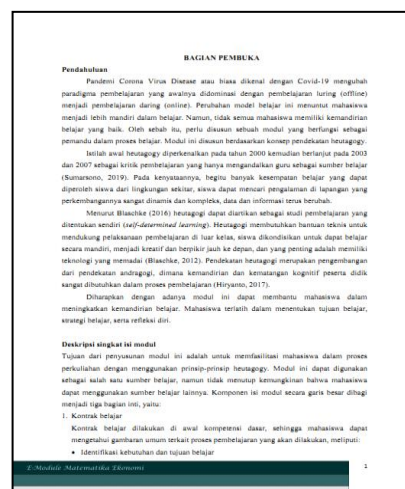 BAGIAN PEMBUKA
Pendahuluan
Pandemi Corona Virus Disease atau biasa dikenal dengan Covid-19 mengubah
paradigma pembelajaran yang awalnya didominasi dengan pembelajaran luring (offline)
menjadi pembelajaran daring (online). Perubahan model belajar ini menuntut mahasiswa
menjadi lebih mandiri dalam belajar. Namun, tidak semua mahasiswa memiliki kemandirian
belajar yang baik. Oleh sebab itu, perlu disusun sebuah modul yang berfungsi sebagai
pemandu dalam proses belajar. Modul ini disusun berdasarkan konsep pendekatan heutagogy.
Istilah awal heutagogy diperkenalkan pada tahun 2000 kemudian berlanjut pada 2003
dan 2007 sebagai kritik pembelajaran yang hanya mengandalkan guru sebagai sumber belajar
(Sumarsono, 2019). Pada kenyataannya, begitu banyak kesempatan belajar yang dapat
diperoleh siswa dari lingkungan sekitar, siswa dapat mencari pengalaman di lapangan yang
perkembangannya sangat dinamis dan kompleks, data dan informasi terus berubah.
Menurut Blaschke (2016) heutagogi dapat diartikan sebagai studi pembelajaran yang
ditentukan sendiri (self-determined learning). Heutagogi membutuhkan bantuan teknis untuk
mendukung pelaksanaan pembelajaran di luar kelas, siswa dikondisikan untuk dapat belajar
secara mandiri, menjadi kreatif dan berpikir jauh ke depan, dan yang penting adalah memiliki
teknologi yang memadai (Blaschke, 2012). Pendekatan heutagogi merupakan pengembangan
dari pendekatan andragogi, dimana kemandirian dan kematangan kognitif peserta didik
sangat dibutuhkan dalam proses pembelajaran (Hiryanto, 2017).
Diharapkan dengan adanya modul ini dapat membantu mahasiswa dalam
meningkatkan kemandirian belajar. Mahasiswa terlatih dalam menentukan tujuan belajar,
strategi belajar, serta refleksi diri.
Deskripsi singkat isi modul
Tujuan dari penyusunan modul ini adalah untuk memfasilitasi mahasiswa dalam proses
perkuliahan dengan menggunakan prinsip-prinsip heutagogy. Modul ini dapat digunakan
sebagai salah satu sumber belajar, namun tidak menutup kemungkinan bahwa mahasiswa
dapat menggunakan sumber belajar lainnya. Komponen isi modul secara garis besar dibagi
menjadi tiga bagian inti, yaitu:
1. Kontrak belajar
Kontrak belajar dilakukan di awal kompetensi dasar, sehingga mahasiswa dapat
mengetahui gambaran umum terkait proses pembelajaran yang akan dilakukan, meliputi:
• Identifikasi kebutuhan dan tujuan belajar
E-Module Matematika Ekonomi 1